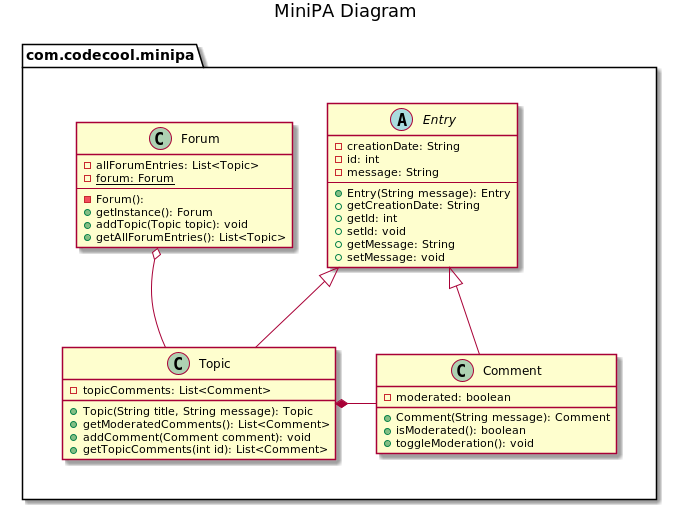 MiniPA Diagram
com.codecool.minipa
C Forum
allForumEntries: List<Topic>
forum: Forum
Forum():
getInstance(): Forum
addTopic(Topic topic): void
getAllForumEntries(): List<Topic>
A Entry
creationDate: String
id: int
message: String
Entry(String message): Entry
getCreationDate: String
getId: int
setId: void
getMessage: String
setMessage: void
C Topic
topicComments: List<Comment>
Topic(String title, String message): Topic
getModeratedComments(): List<Comment>
addComment(Comment comment): void
getTopicComments(int id): List<Comment>
C Comment
moderated: boolean
Comment(String message): Comment
isModerated(): boolean
toggleModeration(): void